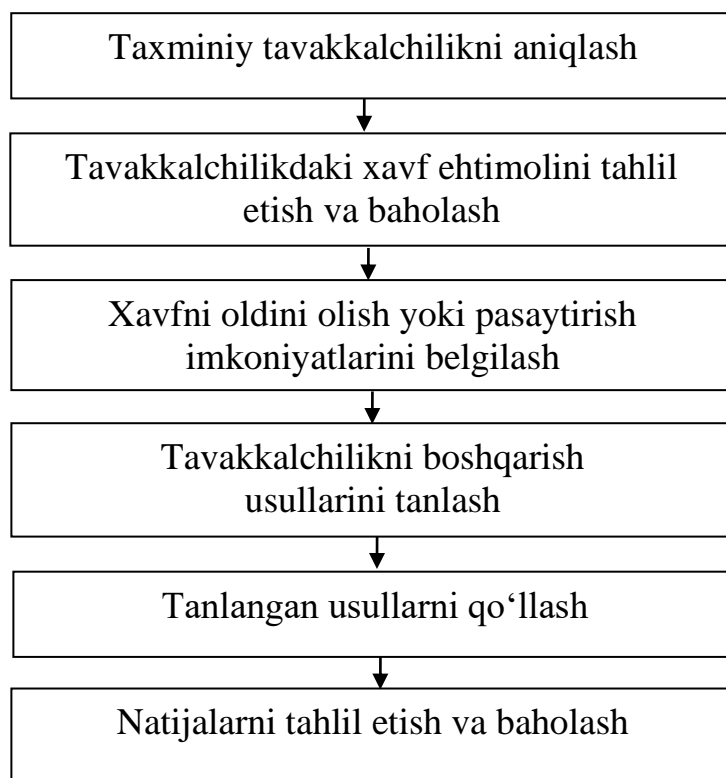 Taxminiy tavakkalchilikni aniqlash
Tavakkalchilikdaki xavf ehtimolini tahlil
etish va baholash
Xavfni oldini olish yoki pasaytirish
imkoniyatlarini belgilash
Tavakkalchilikni boshqarish
usullarini tanlash
Tanlangan usullarni qo‘llash
Natijalarni tahlil etish va baholash